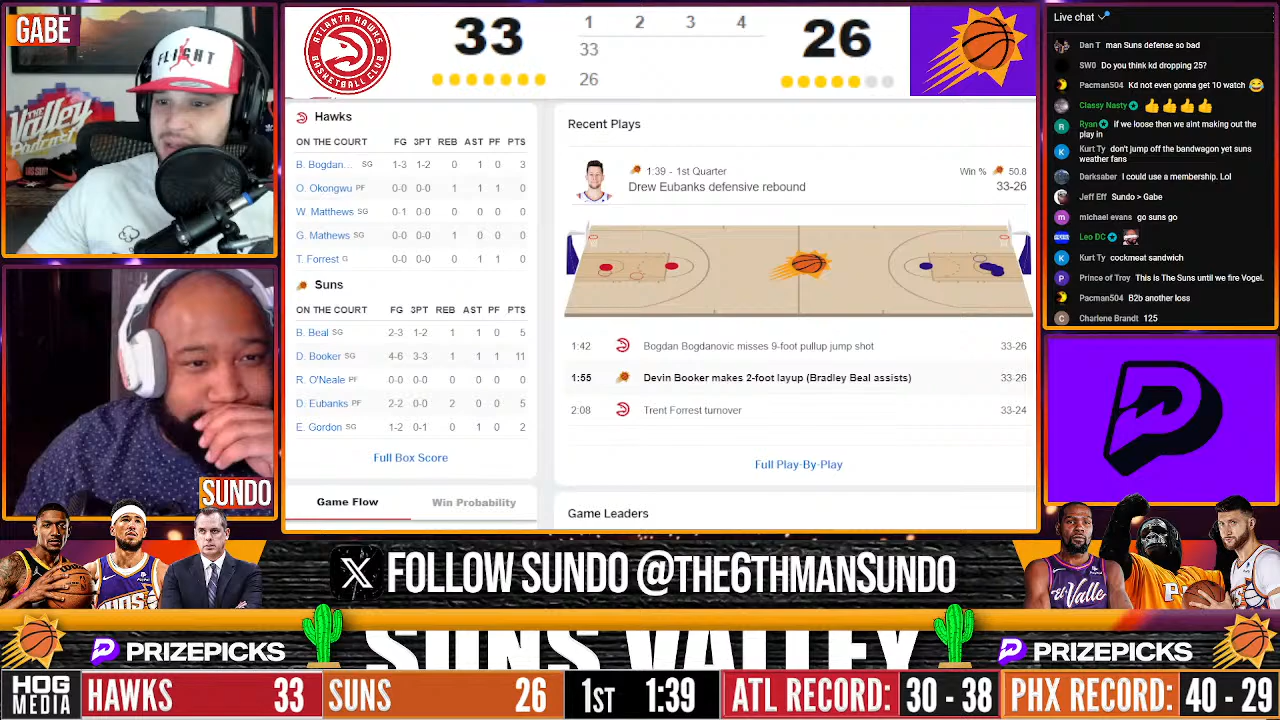 GABE
FLIGHT
THE
Valley
Podcast
SUNDO
ATLANTA HAWKS
BASKETBALL CLUB
33
1 2 3 4
33
26
26
Hawks
ON THE COURT FG 3PT REB AST PF PTS
B. Bogdan... SG 1-3 1-2 0 1 0 3
O. Okongwu PF 0-0 0-0 1 1 1 0
W. Matthews SG 0-1 0-0 0 0 0 0
G. Mathews SG 0-0 0-0 1 0 0 0
T. Forrest G 0-0 0-0 0 1 1 0
Suns
ON THE COURT FG 3PT REB AST PF PTS
B. Beal SG 2-3 1-2 1 1 0 5
D. Booker SG 4-6 3-3 1 1 1 11
R. O'Neale PF 0-0 0-0 0 0 0 0
D. Eubanks PF 2-2 0-0 2 0 0 5
E. Gordon SG 1-2 0-1 0 1 0 2
Full Box Score
Game Flow Win Probability
Recent Plays
1:39 - 1st Quarter
Drew Eubanks defensive rebound
Win % 50.8
33-26
1:42 Bogdan Bogdanovic misses 9-foot pullup jump shot 33-26
1:55 Devin Booker makes 2-foot layup (Bradley Beal assists) 33-26
2:08 Trent Forrest turnover 33-24
Full Play-By-Play
Game Leaders
Live chat
Dan T man Suns defense so bad
SW0 Do you think kd dropping 25?
Pacman504 Kd not even gonna get 10 watch 😂
Classy Nasty 👍👍👍👍
Ryan if we loose then we aint making out the
play in
Kurt Ty don't jump off the bandwagon yet suns
weather fans
Darksaber I could use a membership. Lol
Jeff Eff Sundo > Gabe
michael evans go suns go
Leo DC
Kurt Ty cockmeat sandwich
Prince of Troy This is The Suns until we fire Vogel.
Pacman504 B2b another loss
Charlene Brandt 125
X FOLLOW SUNDO @THE6THMANSUNDO
PRIZEPICKS SUNS VALLEY PRIZEPICKS
HOG
MEDIA
HAWKS 33 SUNS 26 1ST 1:39 ATL RECORD: 30 - 38 PHX RECORD: 40 - 29